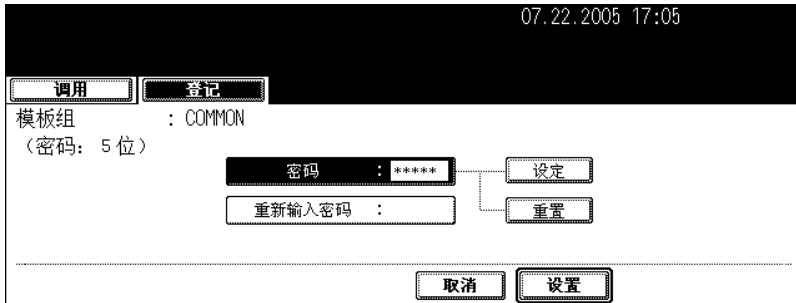 07.22.2005 17:05
调用 登记
模板组 : COMMON
（密码: 5位）
密码 : ***** 设定
重新输入密码 : 重置
取消 设置